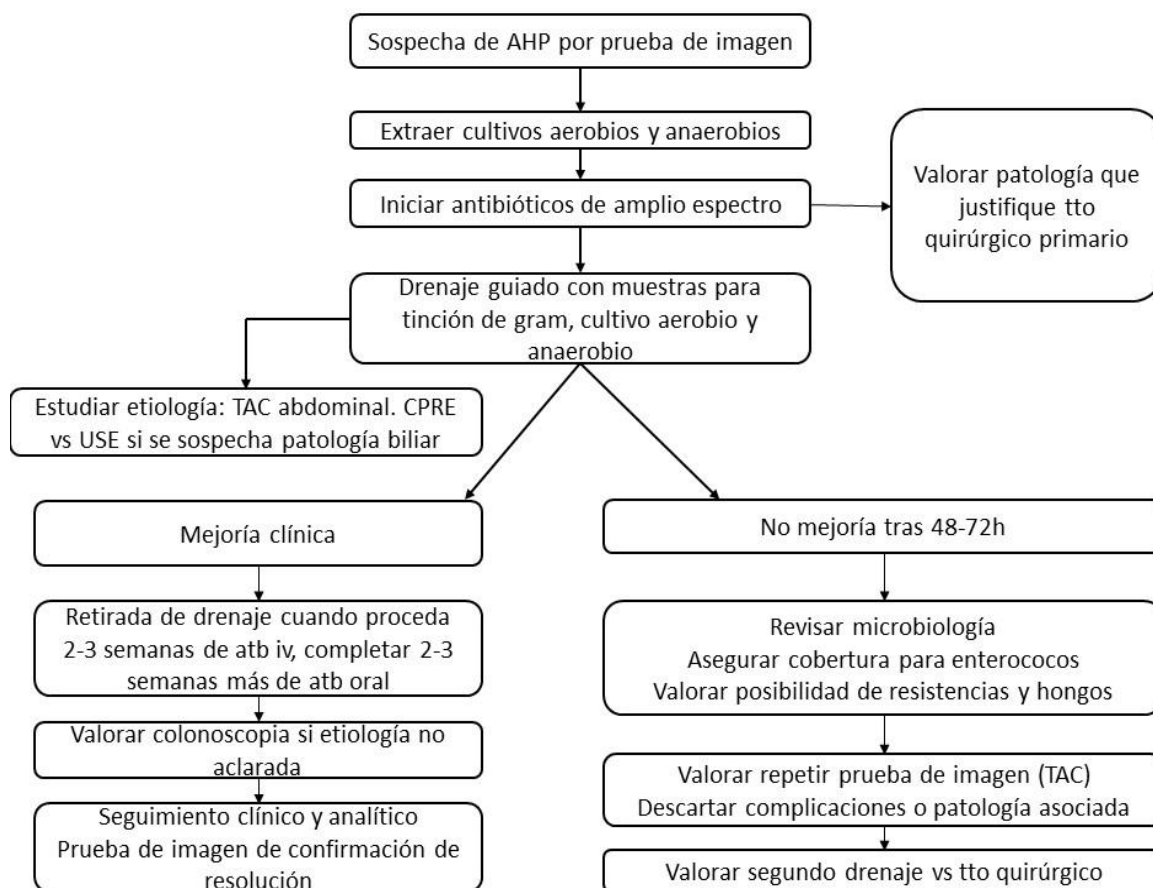 Sospecha de AHP por prueba de imagen
Extraer cultivos aerobios y anaerobios
Iniciar antibióticos de amplio espectro
Valorar patología que
justifique tto
quirúrgico primario
Drenaje guiado con muestras para
tinción de gram, cultivo aerobio y
anaerobio
Estudiar etiología: TAC abdominal. CPRE
vs USE si se sospecha patología biliar
Mejoría clínica
Retirada de drenaje cuando proceda
2-3 semanas de atb iv, completar 2-3
semanas más de atb oral
Valorar colonoscopia si etiología no
aclarada
Seguimiento clínico y analítico
Prueba de imagen de confirmación de
resolución
No mejoría tras 48-72h
Revisar microbiología
Asegurar cobertura para enterococos
Valorar posibilidad de resistencias y hongos
Valorar repetir prueba de imagen (TAC)
Descartar complicaciones o patología asociada
Valorar segundo drenaje vs tto quirúrgico